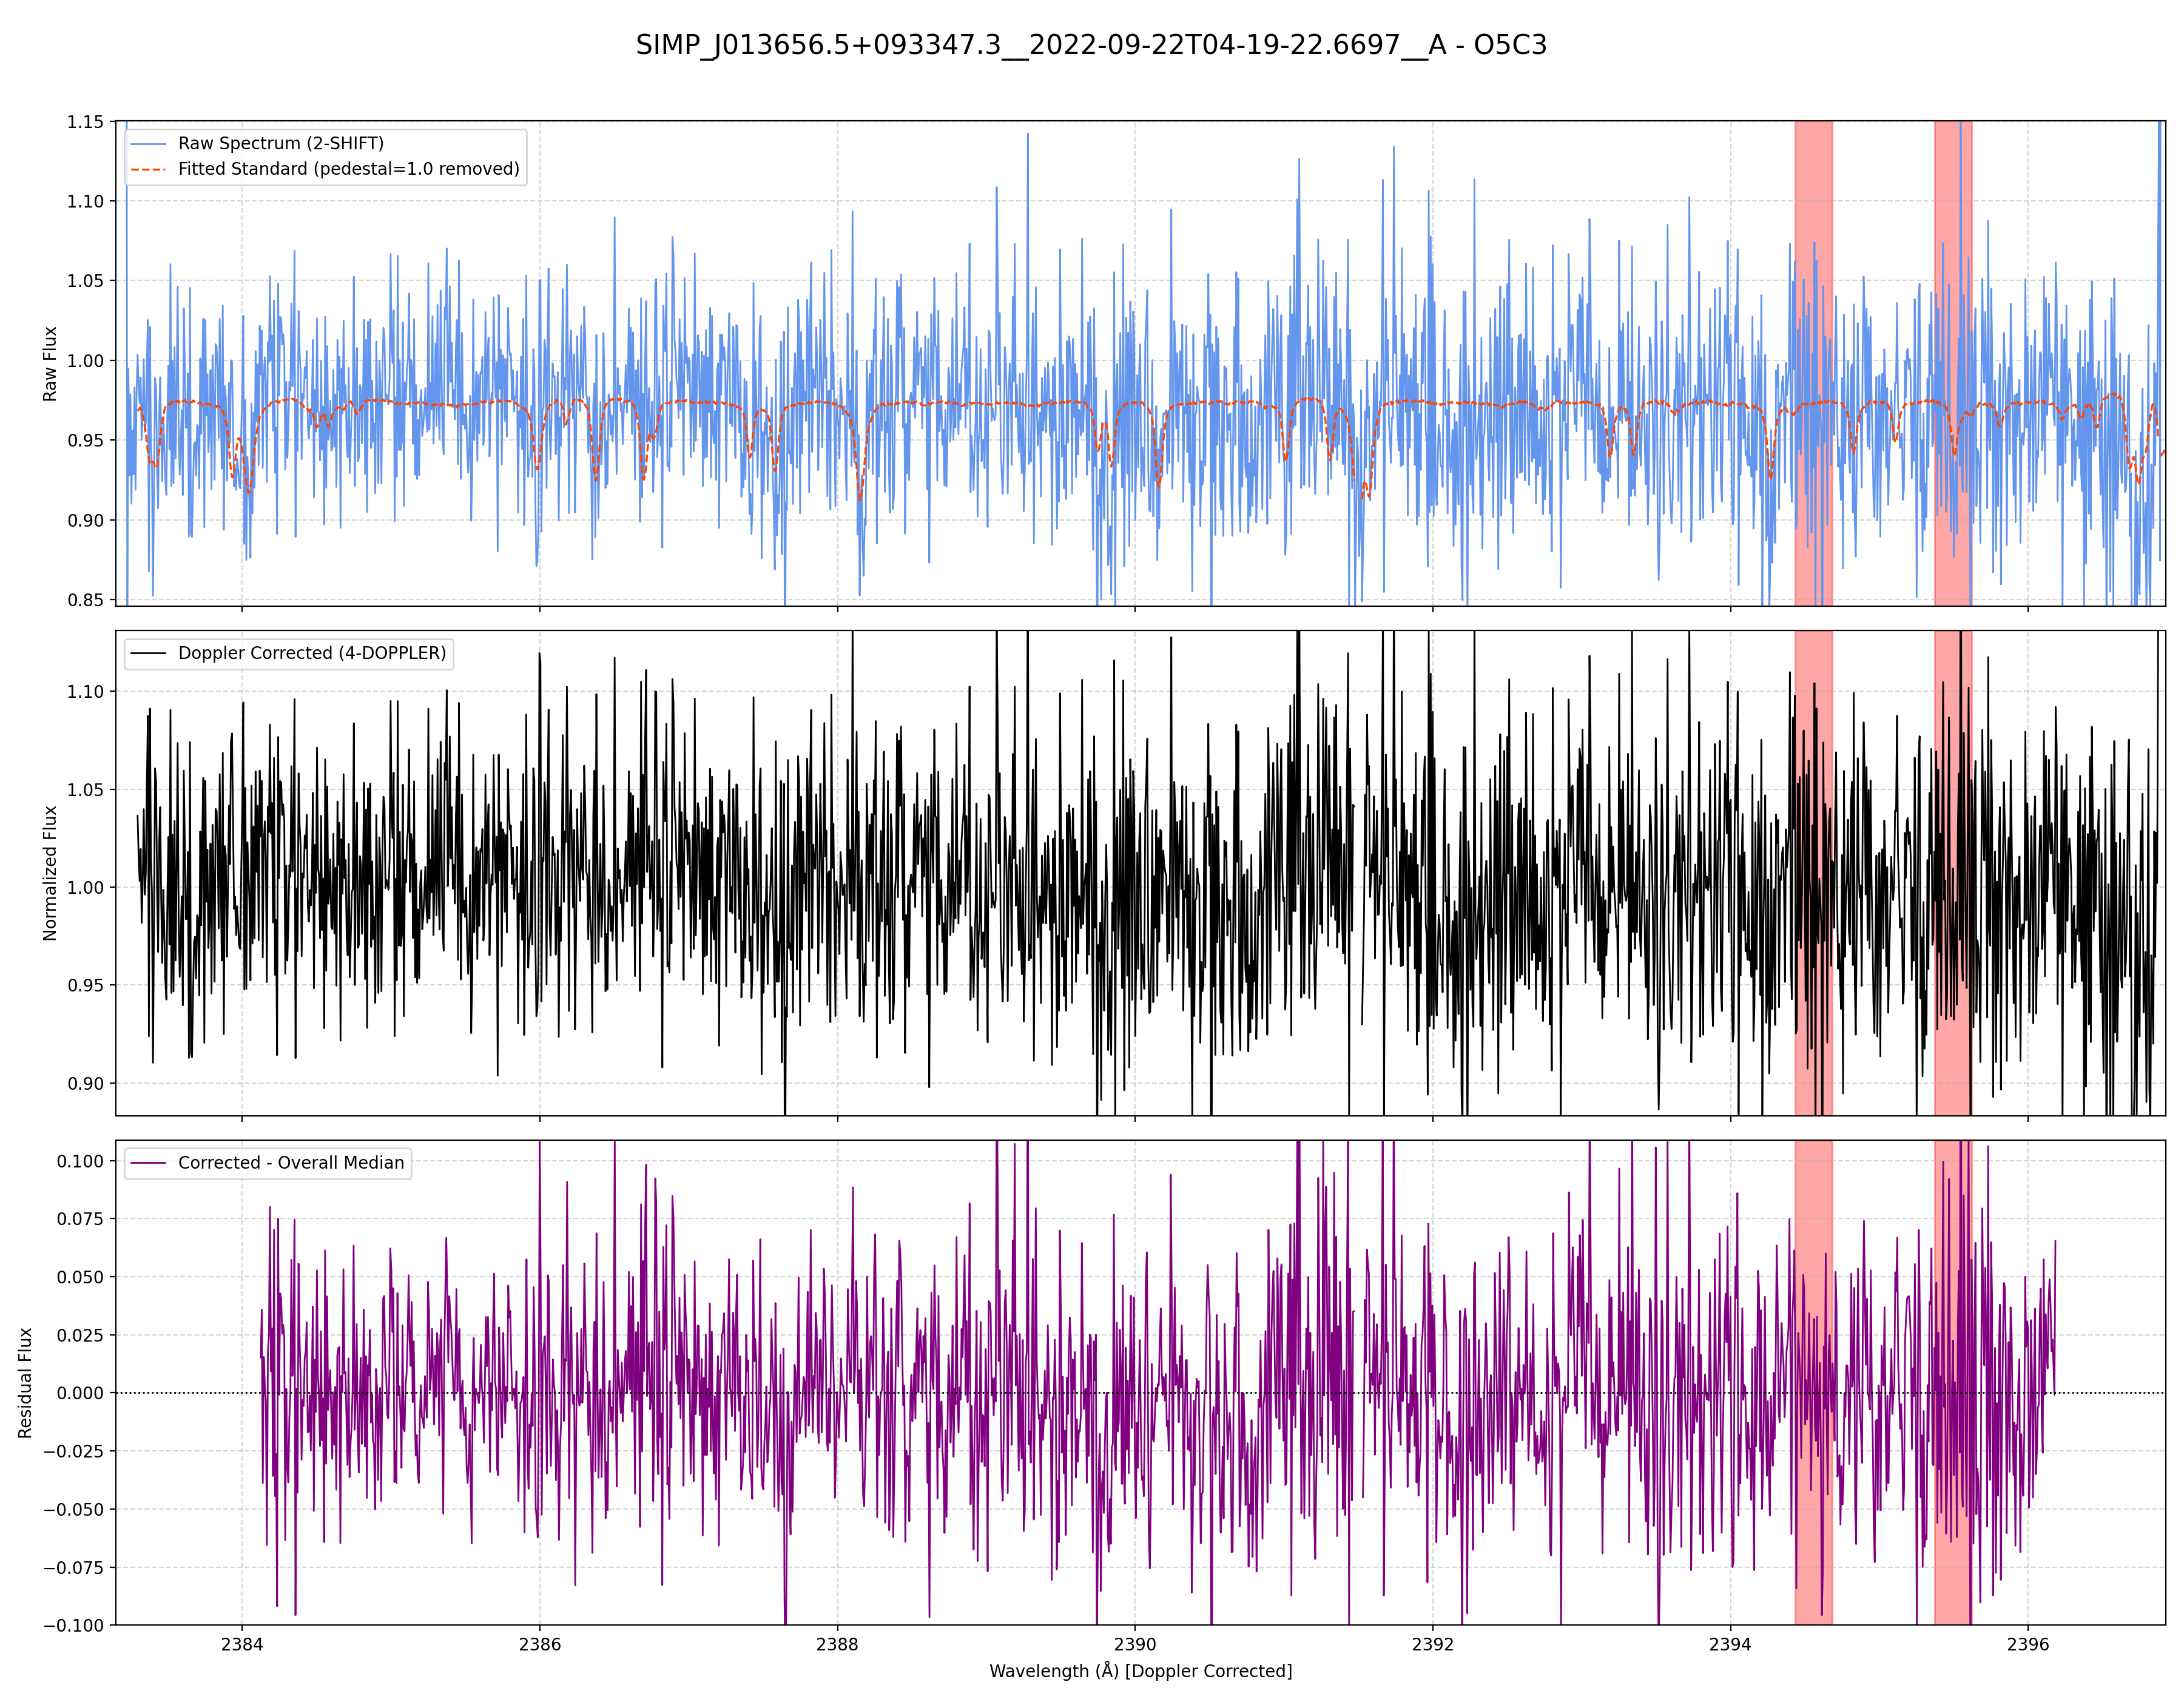 SIMP_J013656.5+093347.3__2022-09-22T04-19-22.6697__A - O5C3
Raw Spectrum (2-SHIFT)
Fitted Standard (pedestal=1.0 removed)
Raw Flux
1.15
1.10
1.05
1.00
0.95
0.90
0.85
Doppler Corrected (4-DOPPLER)
Normalized Flux
1.10
1.05
1.00
0.95
0.90
Corrected - Overall Median
Residual Flux
0.100
0.075
0.050
0.025
0.000
−0.025
−0.050
−0.075
−0.100
2384 2386 2388 2390 2392 2394 2396
Wavelength (Å) [Doppler Corrected]